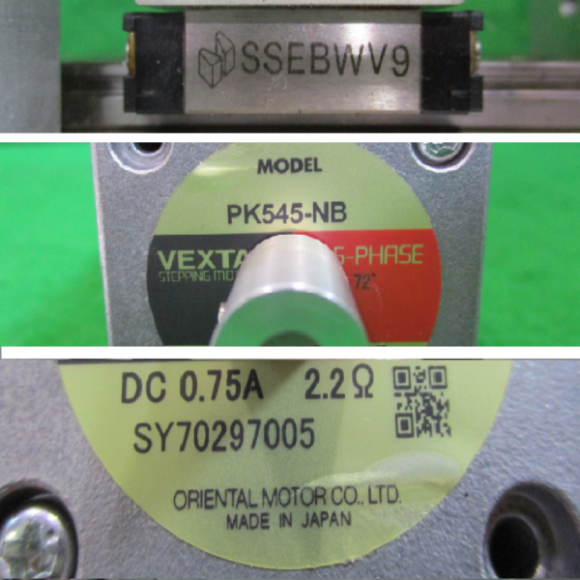 SSEBWV9
MODEL
PK545-NB
VEXTA -PHASE
STEPPING 72°
DC 0.75A 2.2Ω
SY70297005
ORIENTAL MOTOR CO., LTD.
MADE IN JAPAN